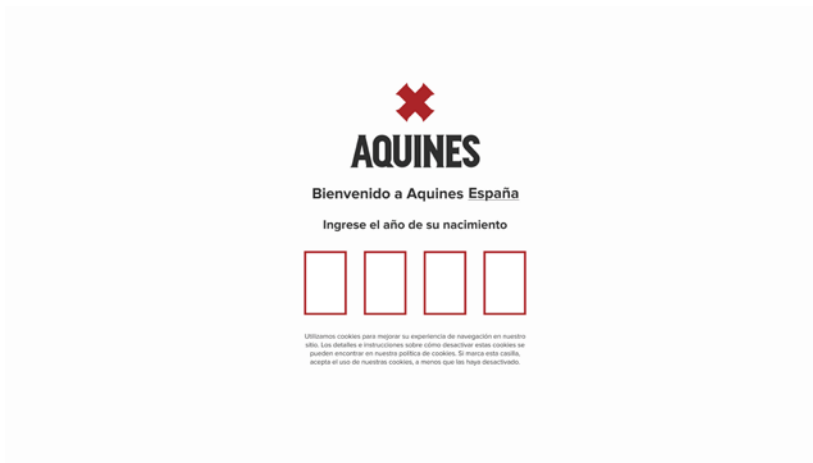 AQUINES
Bienvenido a Aquines España
Ingrese el año de su nacimiento
Utilizamos cookies para mejorar su experiencia de navegación en nuestro
sitio. Los detalles e instrucciones sobre cómo desactivar estas cookies se
pueden encontrar en nuestra política de cookies. Si marca esta casilla,
acepta el uso de nuestras cookies, a menos que las haya desactivado.